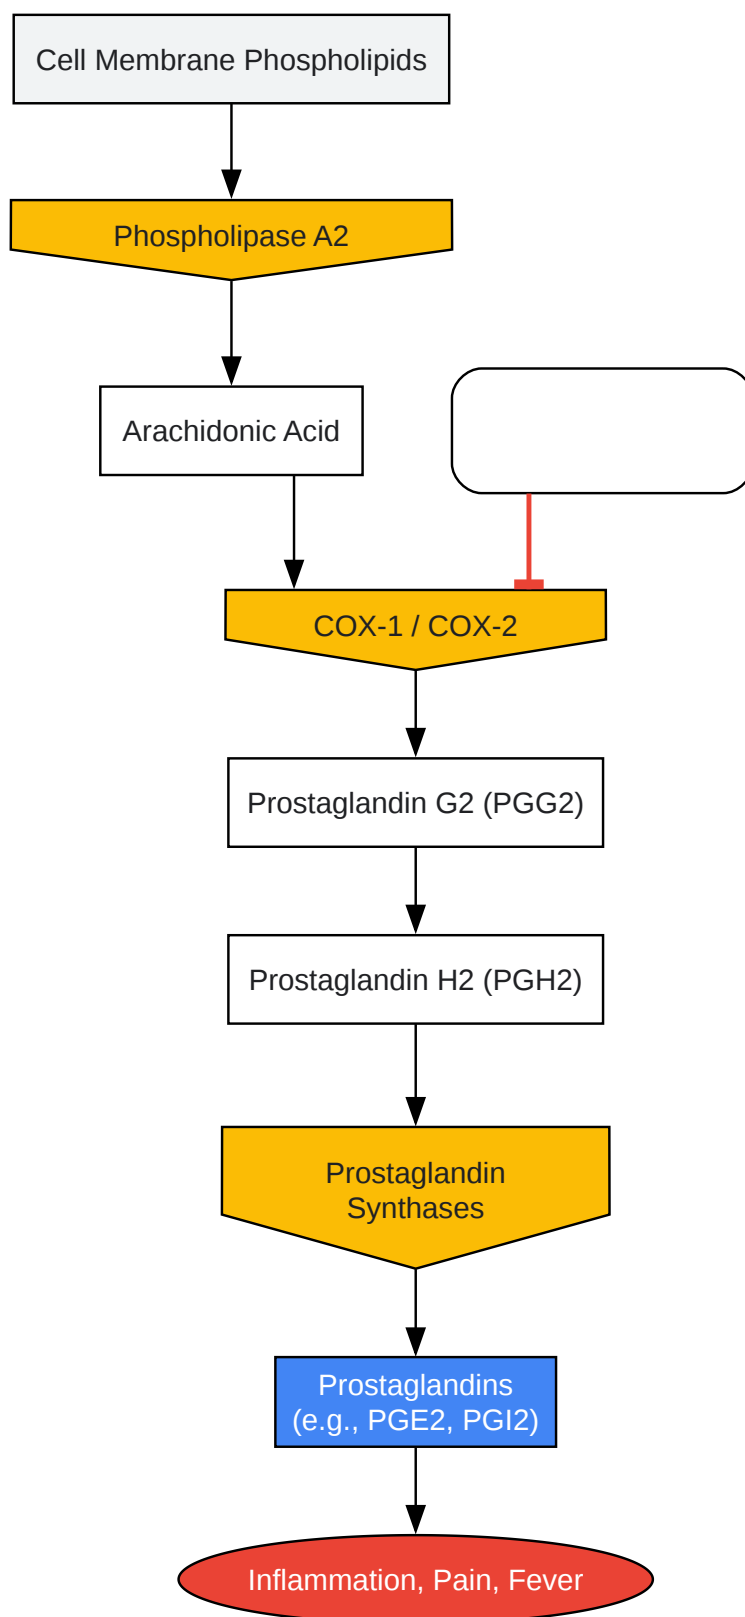 Cell Membrane Phospholipids
Phospholipase A2
Arachidonic Acid
COX-1 / COX-2
Prostaglandin G2 (PGG2)
Prostaglandin H2 (PGH2)
Prostaglandin
Synthases
Prostaglandins
(e.g., PGE2, PGI2)
Inflammation, Pain, Fever